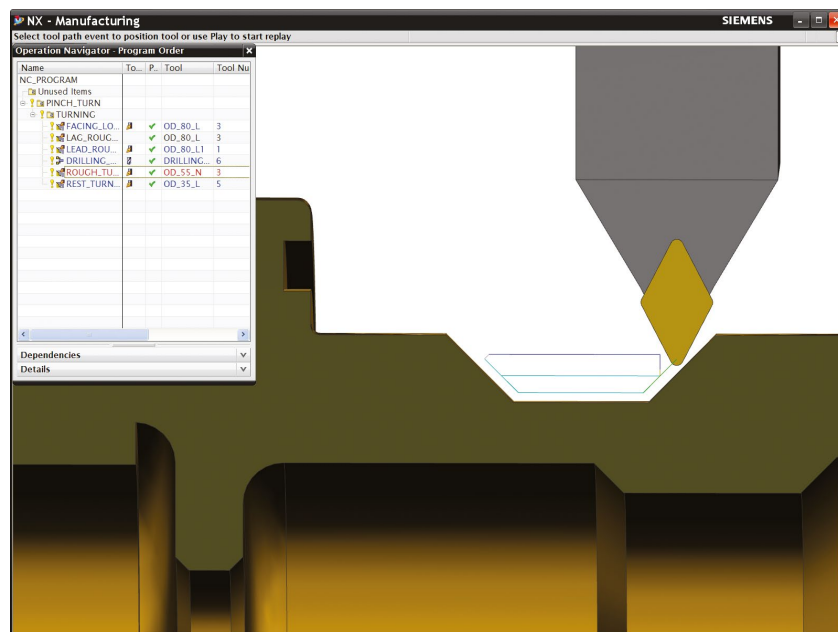 NX - Manufacturing SIEMENS
Select tool path event to position tool or use Play to start replay
Operation Navigator - Program Order
Name To... P.. Tool Tool Nu
NC_PROGRAM
Unused Items
PINCH_TURN
TURNING
FACING_LO... OD_80_L 3
LAG_ROUG... OD_80_L 3
LEAD_ROU... OD_80_L1 1
DRILLING_... DRILLING... 6
ROUGH_TU... OD_55_N 3
REST_TURN... OD_35_L 5
Dependencies
Details